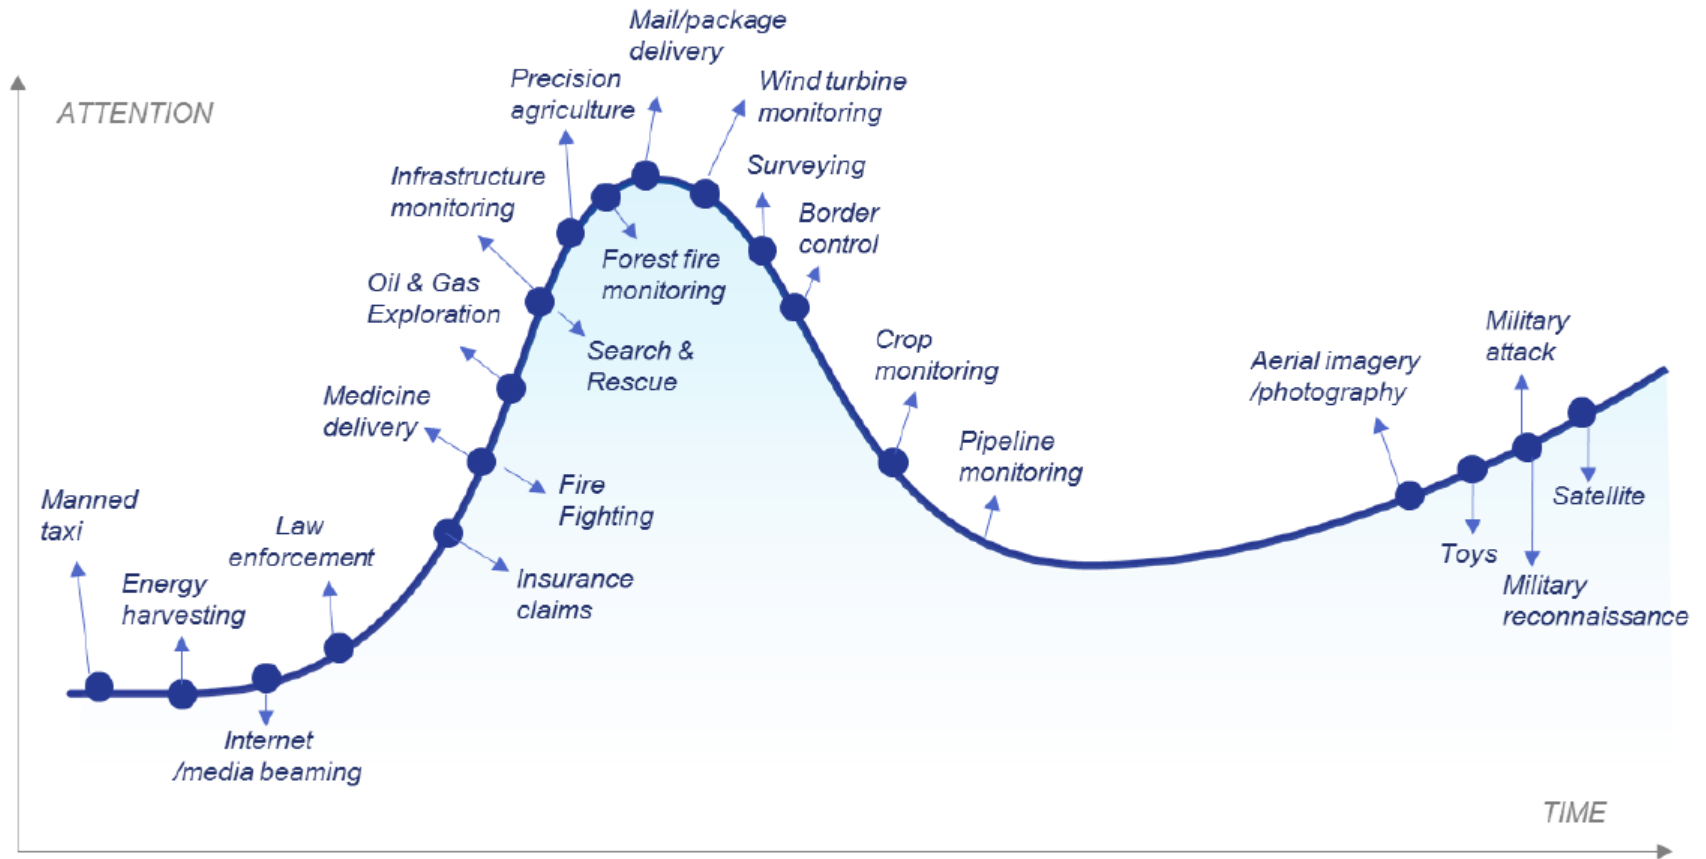 Mail/package
delivery
Precision
agriculture
Wind turbine
monitoring
ATTENTION
Infrastructure
monitoring
Surveying
Border
control
Forest fire
monitoring
Oil & Gas
Exploration
Search &
Rescue
Crop
monitoring
Military
attack
Aerial imagery
/photography
Medicine
delivery
Pipeline
monitoring
Fire
Fighting
Satellite
Manned
taxi
Law
enforcement
Toys
Energy
harvesting
Insurance
claims
Military
reconnaissance
Internet
/media beaming
TIME